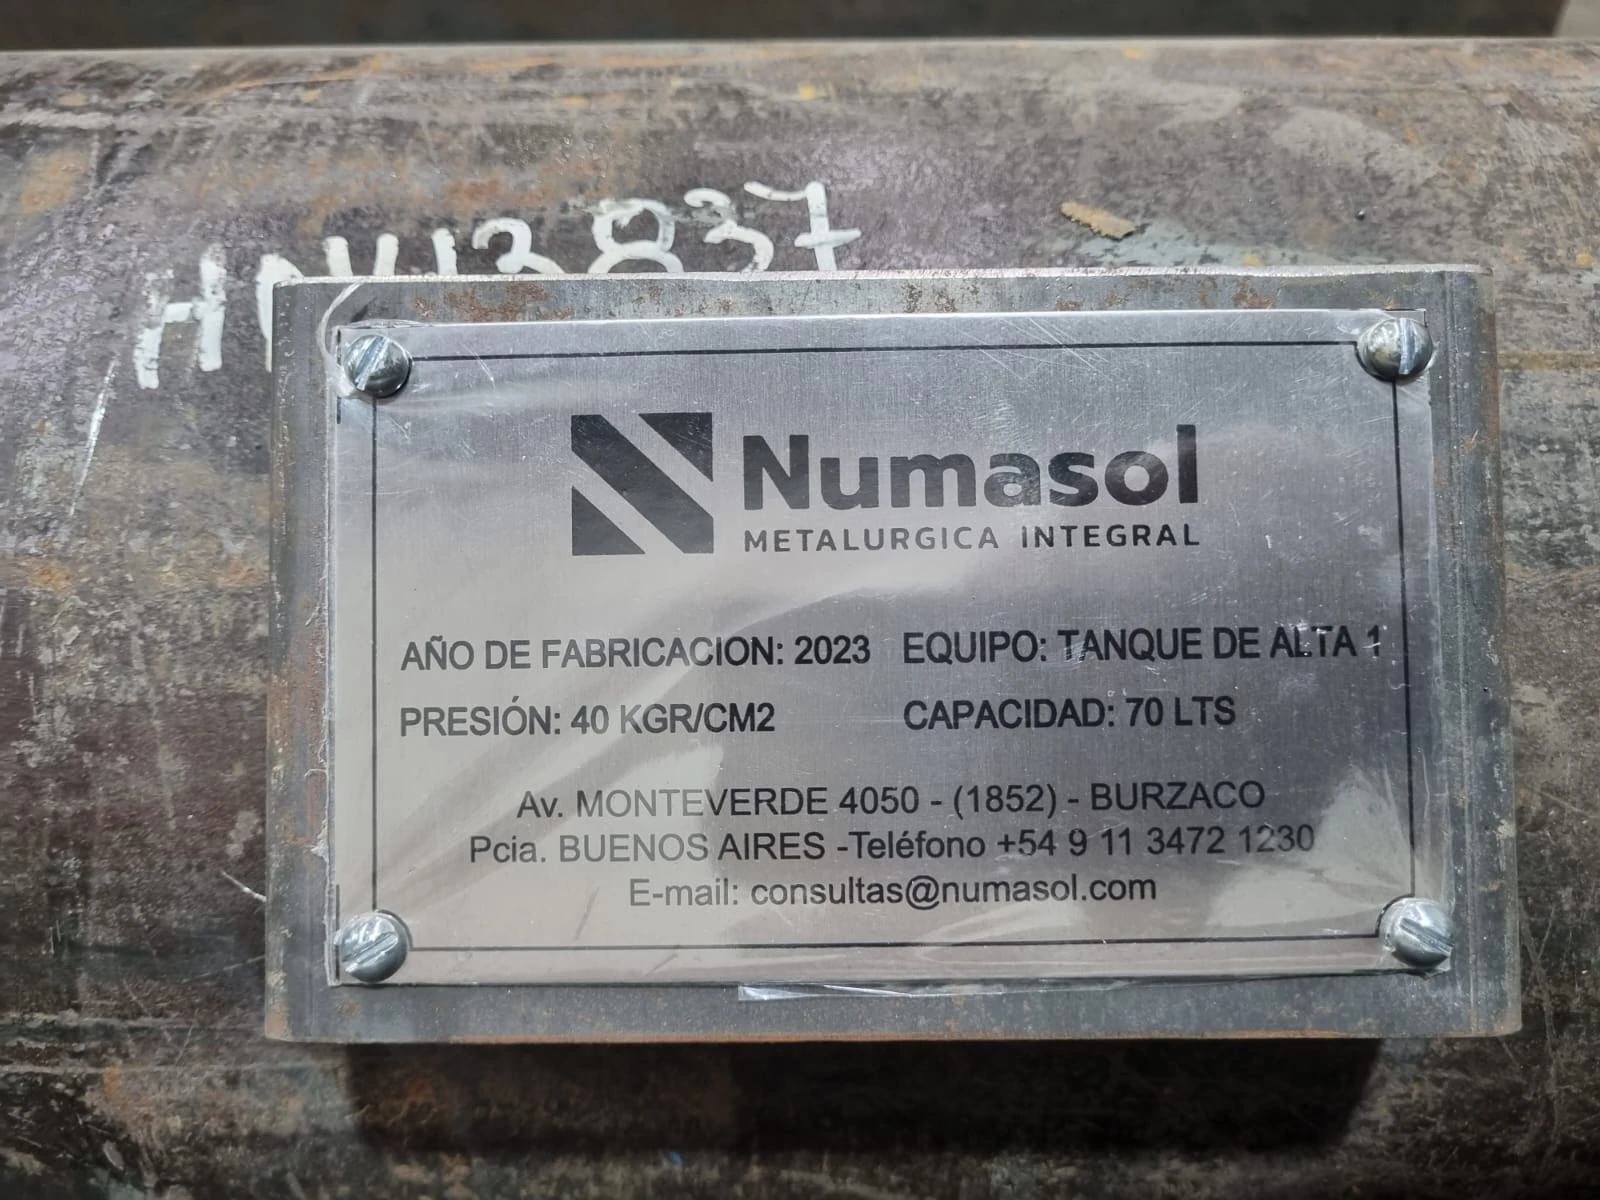 Numasol
METALURGICA INTEGRAL
AÑO DE FABRICACION: 2023 EQUIPO: TANQUE DE ALTA 1
PRESIÓN: 40 KGR/CM2 CAPACIDAD: 70 LTS
Av. MONTEVERDE 4050 - (1852) - BURZACO
Pcia. BUENOS AIRES -Teléfono +54 9 11 3472 1230
E-mail: consultas@numasol.com